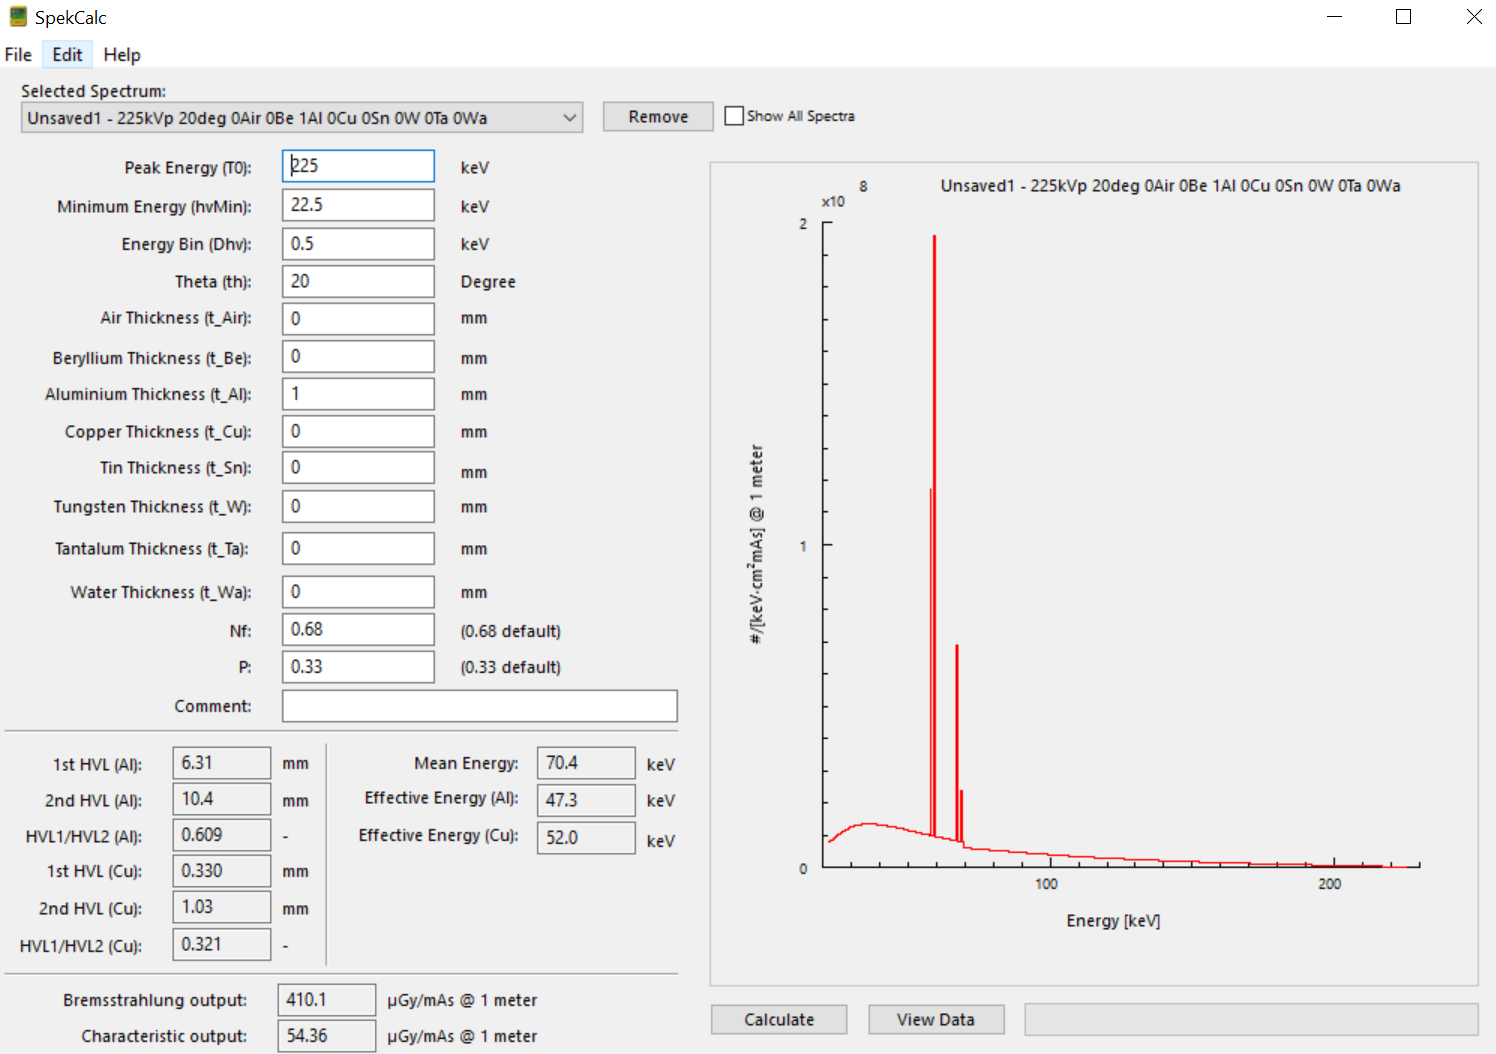 SpekCalc
File Edit Help
Selected Spectrum:
Unsaved1 - 225kVp 20deg 0Air 0Be 1Al 0Cu 0Sn 0W 0Ta 0Wa
Remove
Show All Spectra
Peak Energy (T0): 225 keV
Minimum Energy (hvMin): 22.5 keV
Energy Bin (Dhv): 0.5 keV
Theta (th): 20 Degree
Air Thickness (t_Air): 0 mm
Beryllium Thickness (t_Be): 0 mm
Aluminium Thickness (t_Al): 1 mm
Copper Thickness (t_Cu): 0 mm
Tin Thickness (t_Sn): 0 mm
Tungsten Thickness (t_W): 0 mm
Tantalum Thickness (t_Ta): 0 mm
Water Thickness (t_Wa): 0 mm
Nf: 0.68 (0.68 default)
P: 0.33 (0.33 default)
Comment:
1st HVL (Al): 6.31 mm
2nd HVL (Al): 10.4 mm
HVL1/HVL2 (Al): 0.609 -
1st HVL (Cu): 0.330 mm
2nd HVL (Cu): 1.03 mm
HVL1/HVL2 (Cu): 0.321 -
Mean Energy: 70.4 keV
Effective Energy (Al): 47.3 keV
Effective Energy (Cu): 52.0 keV
Bremsstrahlung output: 410.1 µGy/mAs @ 1 meter
Characteristic output: 54.36 µGy/mAs @ 1 meter
8
x10
Unsaved1 - 225kVp 20deg 0Air 0Be 1Al 0Cu 0Sn 0W 0Ta 0Wa
2
1
0
#/[keV·cm²mAs] @ 1 meter
100 200
Energy [keV]
Calculate
View Data